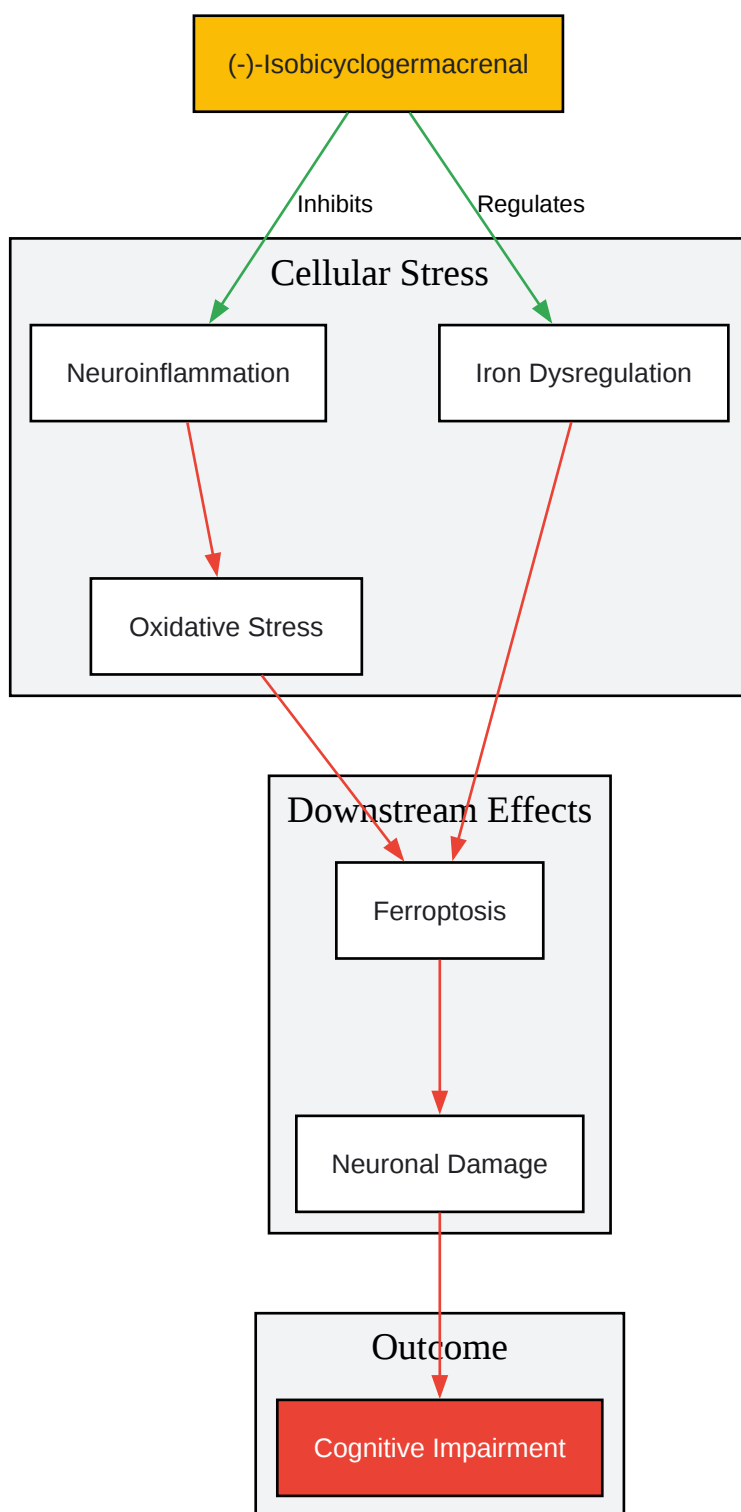 (-)-Isobicyclogermacrenal
Inhibits
Regulates
Cellular Stress
Neuroinflammation
Iron Dysregulation
Oxidative Stress
Downstream Effects
Ferroptosis
Neuronal Damage
Outcome
Cognitive Impairment